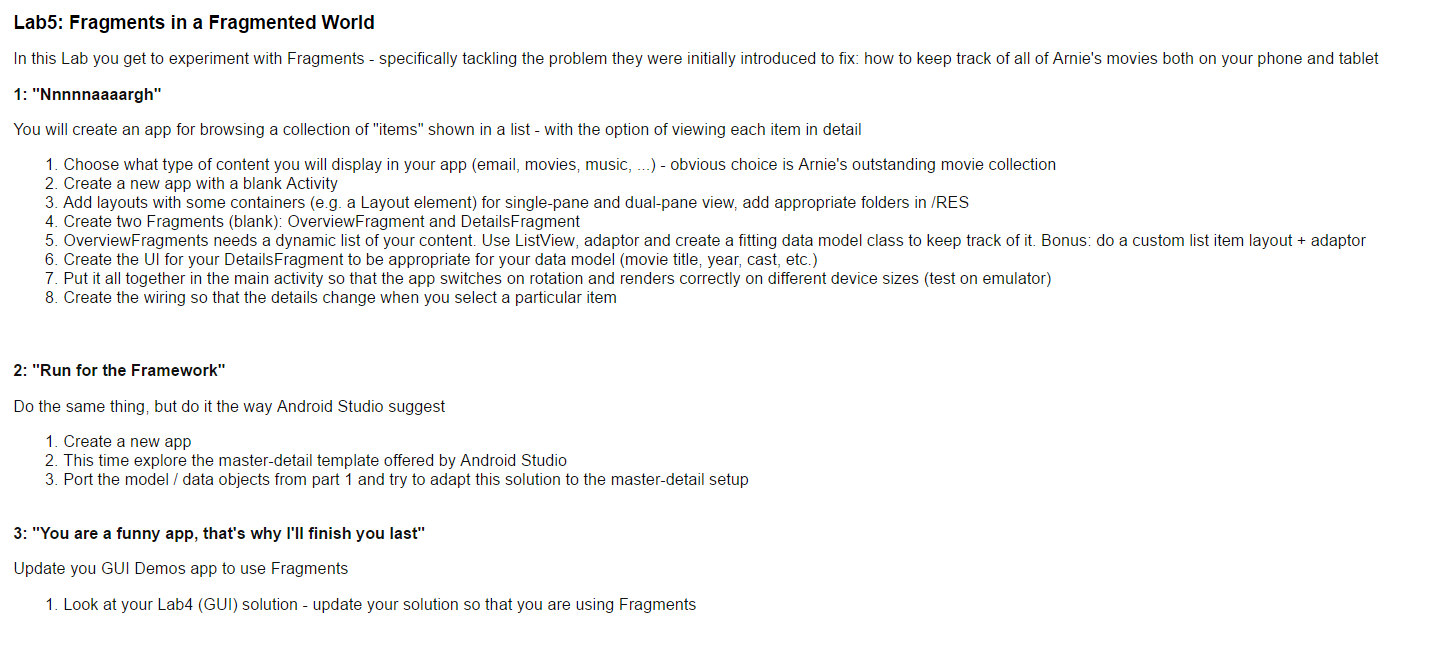 Lab5: Fragments in a Fragmented World
In this Lab you get to experiment with Fragments - specifically tackling the problem they were initially introduced to fix: how to keep track of all of Arnie's movies both on your phone and tablet
1: "Nnnnnaaaargh"
You will create an app for browsing a collection of "items" shown in a list - with the option of viewing each item in detail
1. Choose what type of content you will display in your app (email, movies, music, ...) - obvious choice is Arnie's outstanding movie collection
2. Create a new app with a blank Activity
3. Add layouts with some containers (e.g. a Layout element) for single-pane and dual-pane view, add appropriate folders in /RES
4. Create two Fragments (blank): OverviewFragment and DetailsFragment
5. OverviewFragments needs a dynamic list of your content. Use ListView, adaptor and create a fitting data model class to keep track of it. Bonus: do a custom list item layout + adaptor
6. Create the UI for your DetailsFragment to be appropriate for your data model (movie title, year, cast, etc.)
7. Put it all together in the main activity so that the app switches on rotation and renders correctly on different device sizes (test on emulator)
8. Create the wiring so that the details change when you select a particular item
2: "Run for the Framework"
Do the same thing, but do it the way Android Studio suggest
1. Create a new app
2. This time explore the master-detail template offered by Android Studio
3. Port the model / data objects from part 1 and try to adapt this solution to the master-detail setup
3: "You are a funny app, that's why I'll finish you last"
Update you GUI Demos app to use Fragments
1. Look at your Lab4 (GUI) solution - update your solution so that you are using Fragments